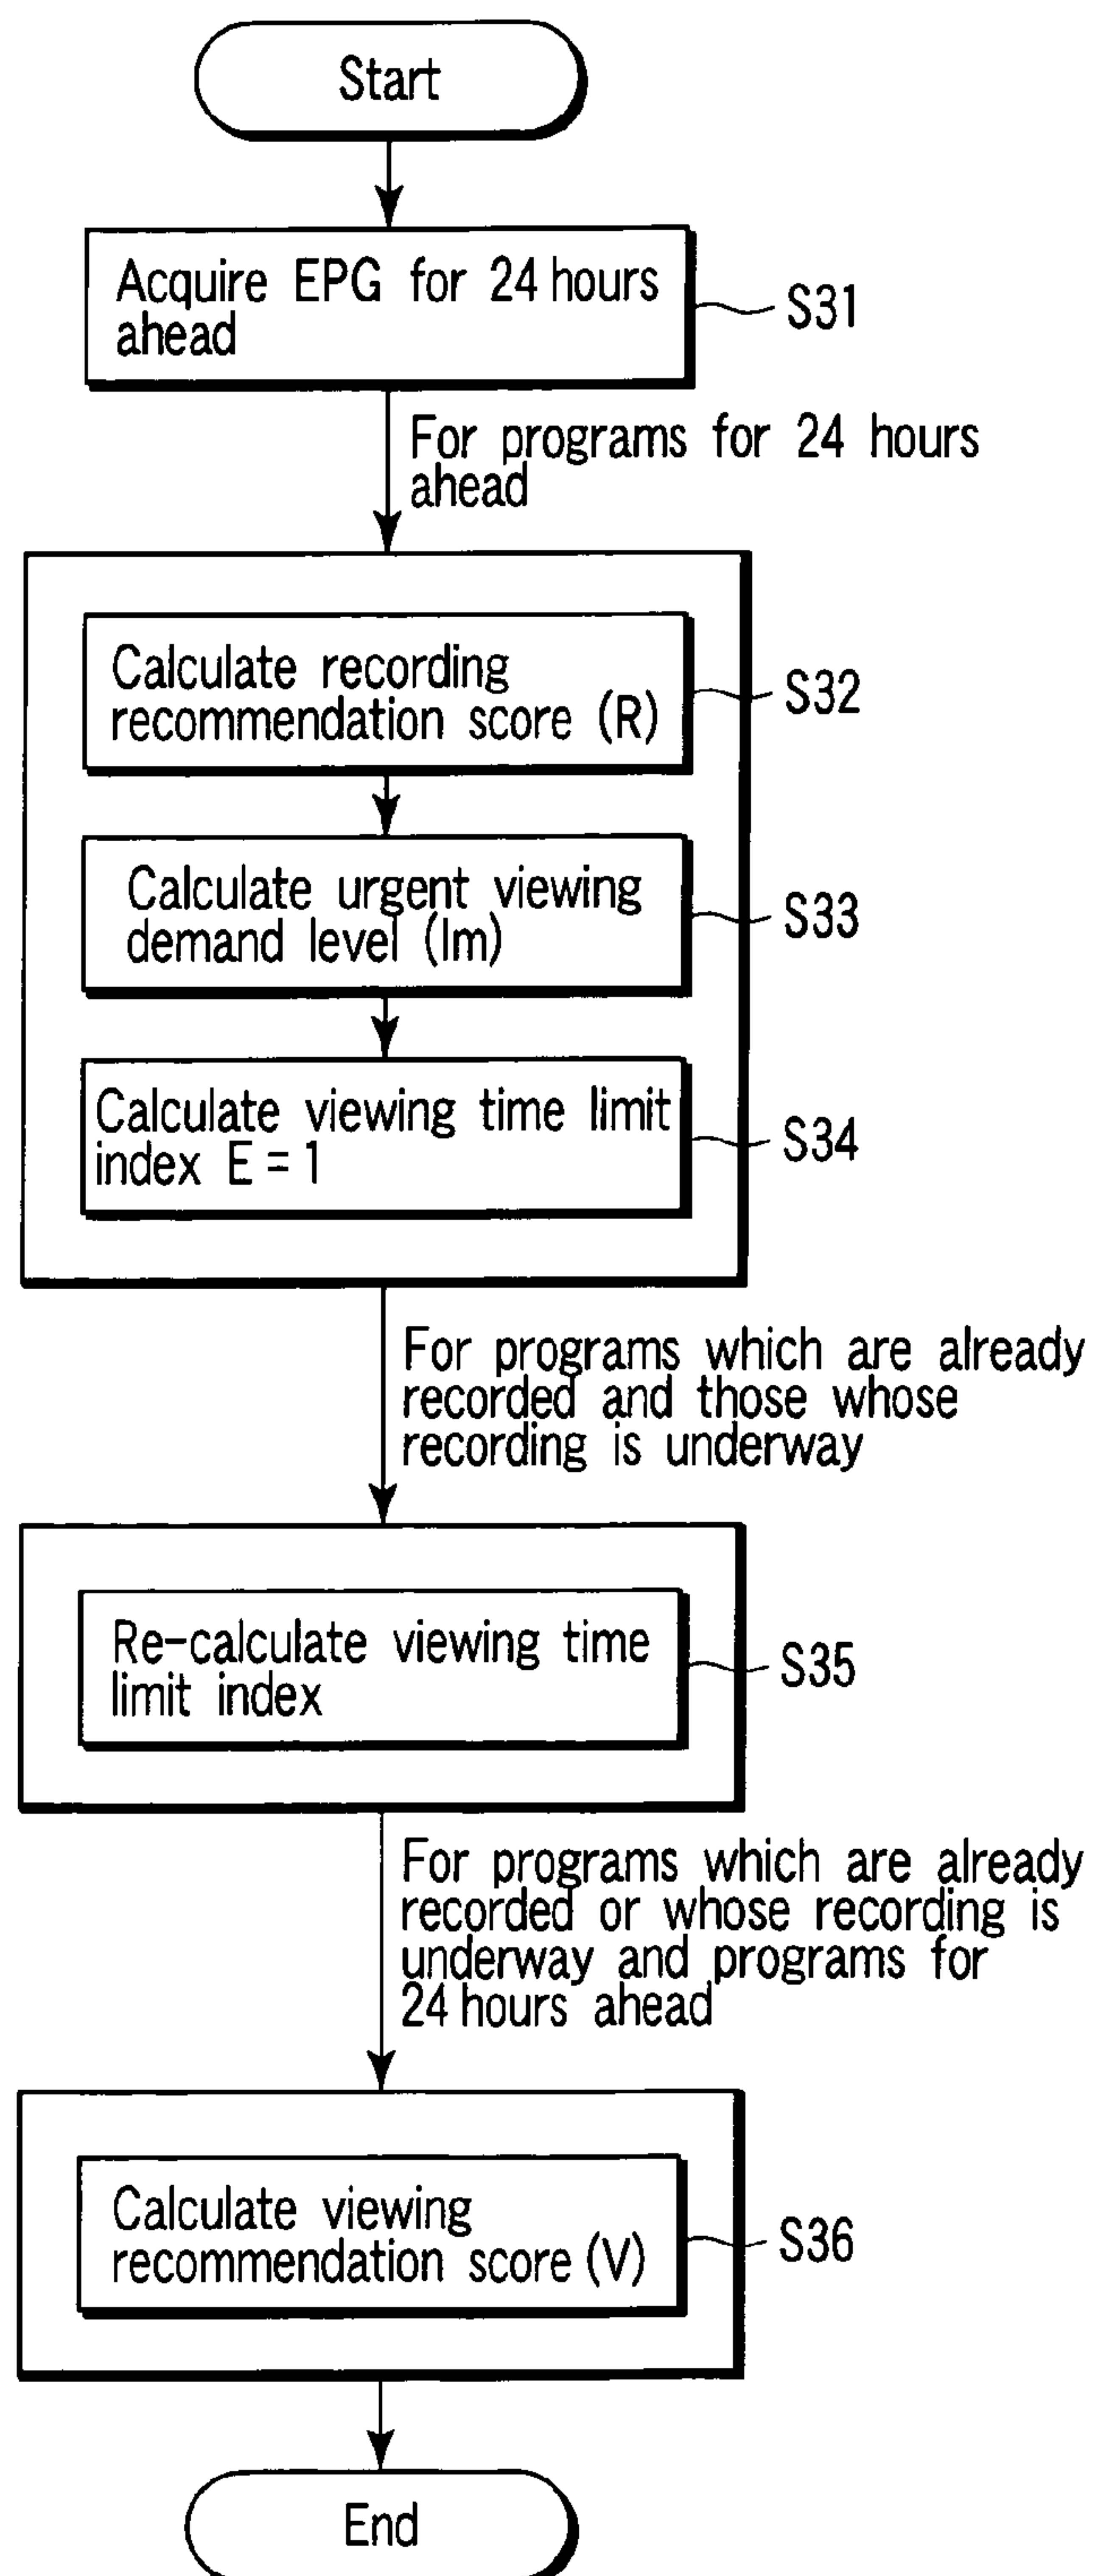 Start
Acquire EPG for 24 hours
ahead
S31
For programs for 24 hours
ahead
Calculate recording
recommendation score (R)
S32
Calculate urgent viewing
demand level (Im)
S33
Calculate viewing time limit
index E = 1
S34
For programs which are already
recorded and those whose
recording is underway
Re-calculate viewing time
limit index
S35
For programs which are already
recorded or whose recording is
underway and programs for
24 hours ahead
Calculate viewing
recommendation score (V)
S36
End